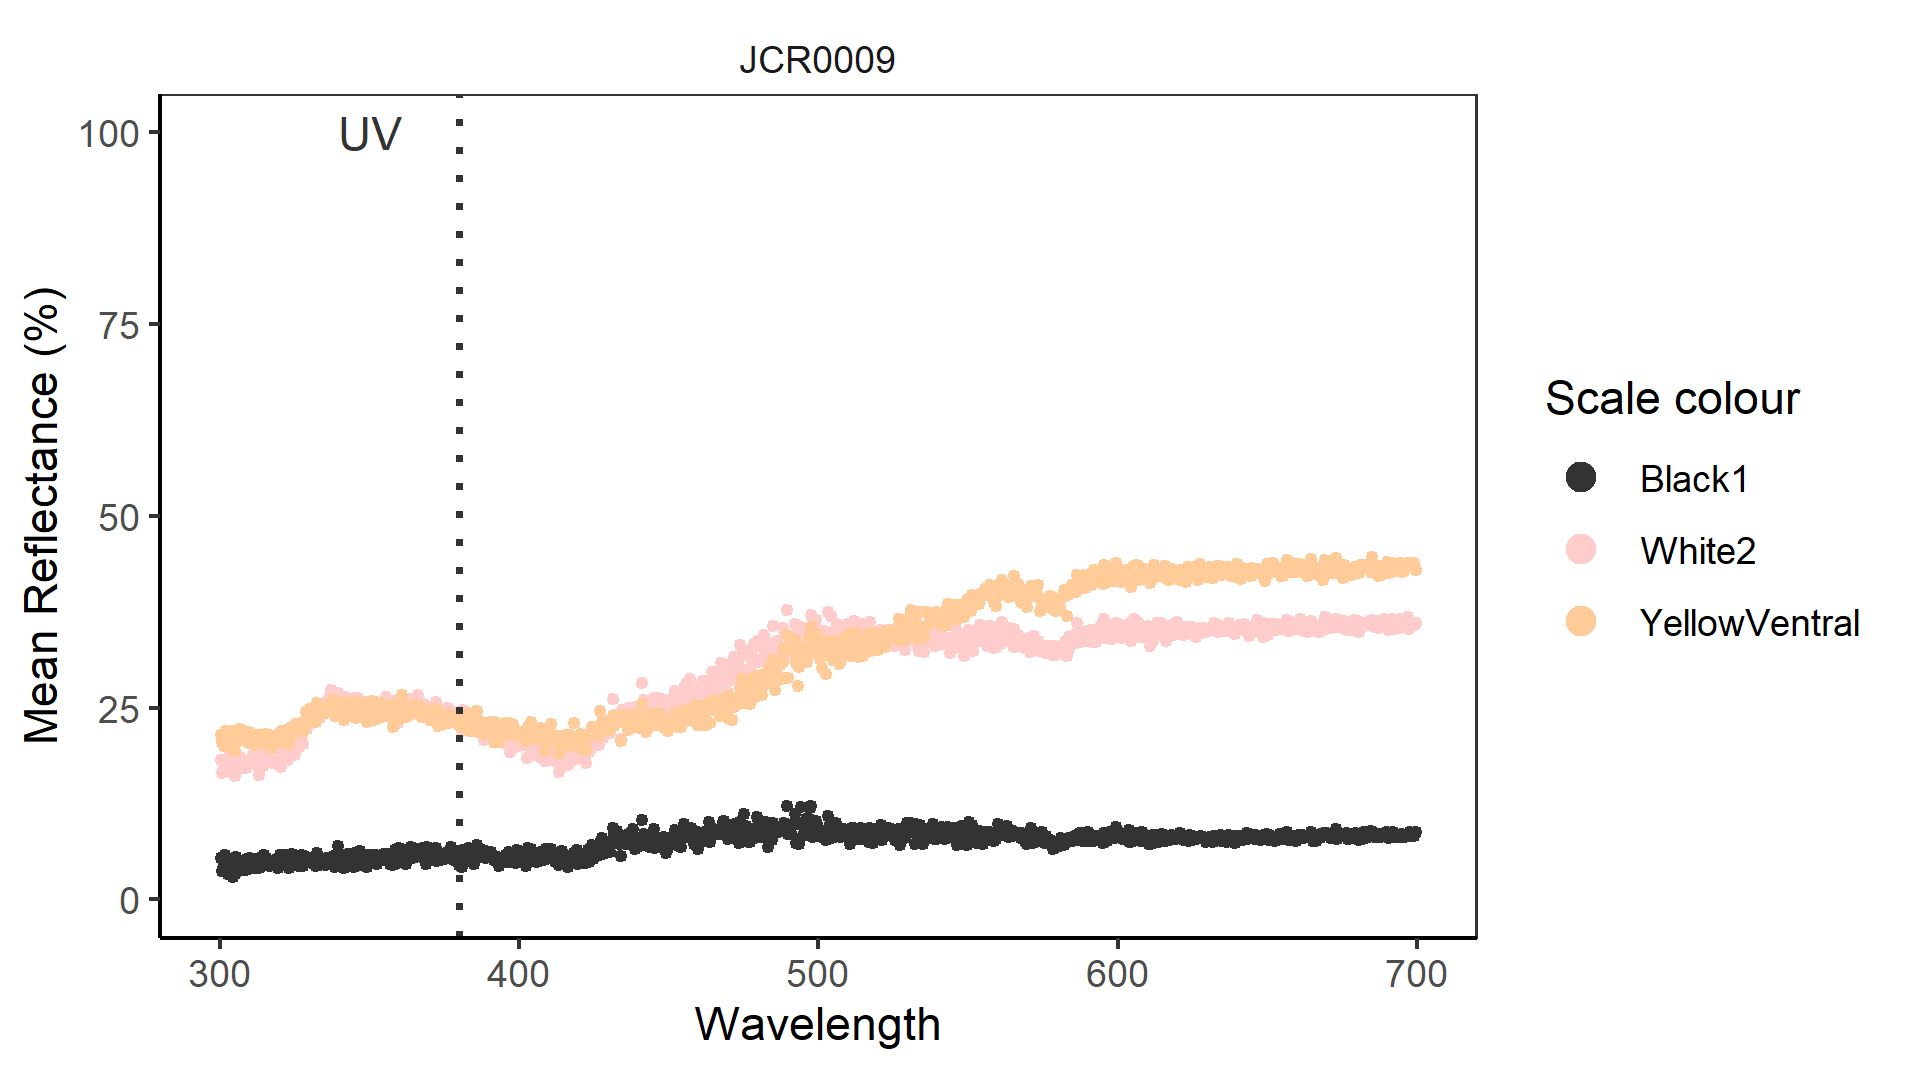 JCR0009
UV
100
75
50
25
0
Mean Reflectance (%)
300 400 500 600 700
Wavelength
Scale colour
Black1
White2
YellowVentral